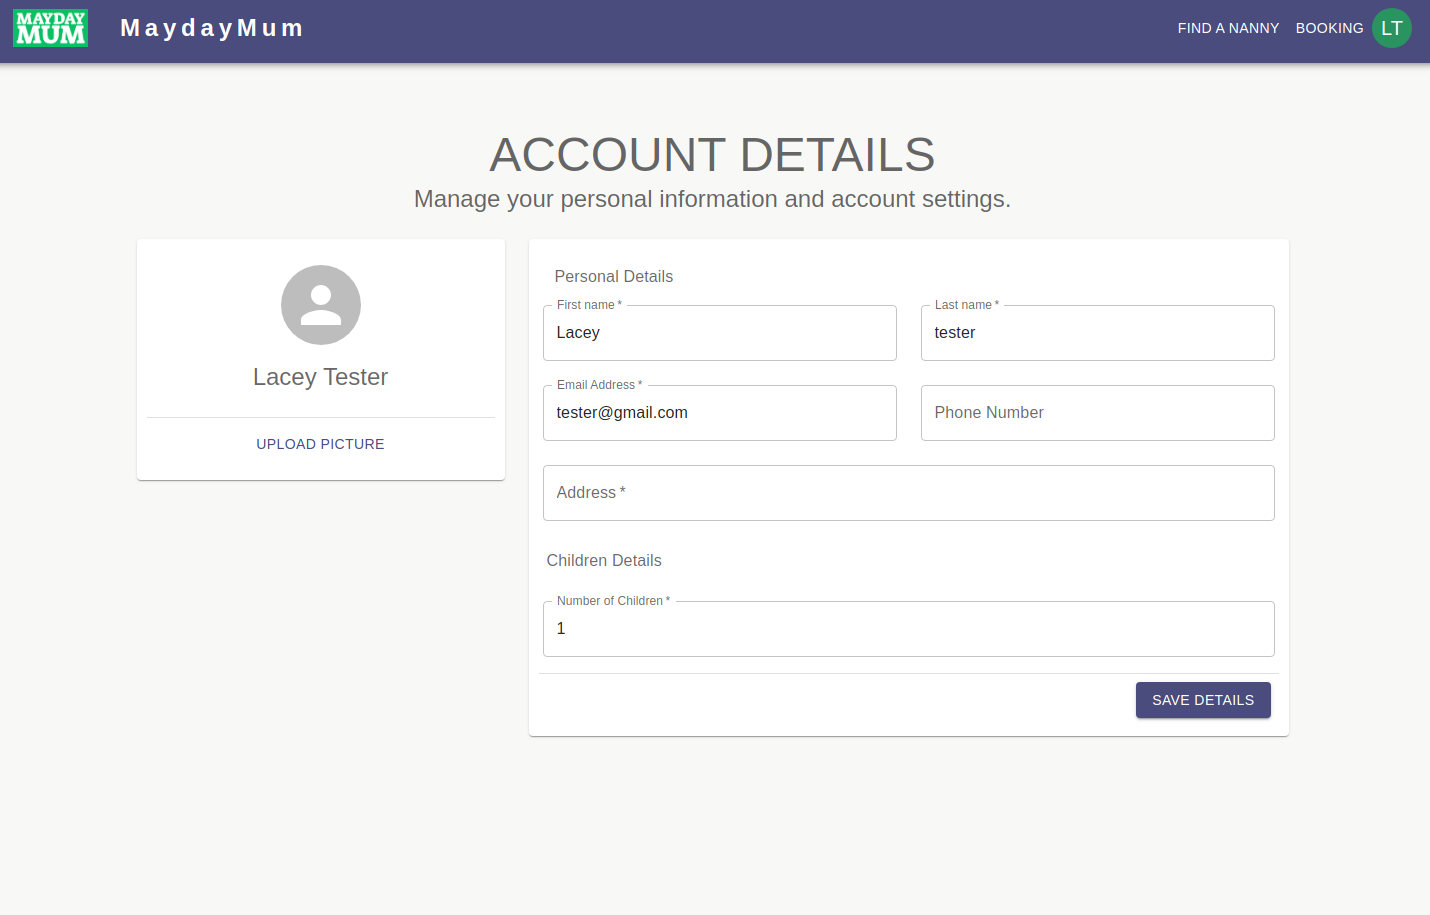 MAYDAY
MUM
MaydayMum
FIND A NANNY
BOOKING
LT
ACCOUNT DETAILS
Manage your personal information and account settings.
Lacey Tester
UPLOAD PICTURE
Personal Details
First name *
Lacey
Last name *
tester
Email Address *
tester@gmail.com
Phone Number
Address *
Children Details
Number of Children *
1
SAVE DETAILS